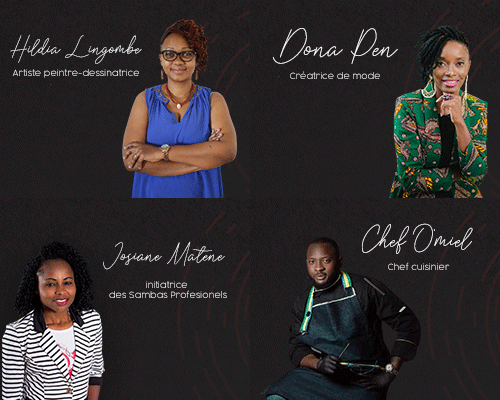 Hildia Lingombe
Artiste peintre-dessinatrice
Dona Pen
Créatrice de mode
Josiane Matene
initiatrice
des Sambas Profesionels
Chef O'miel
Chef cuisinier